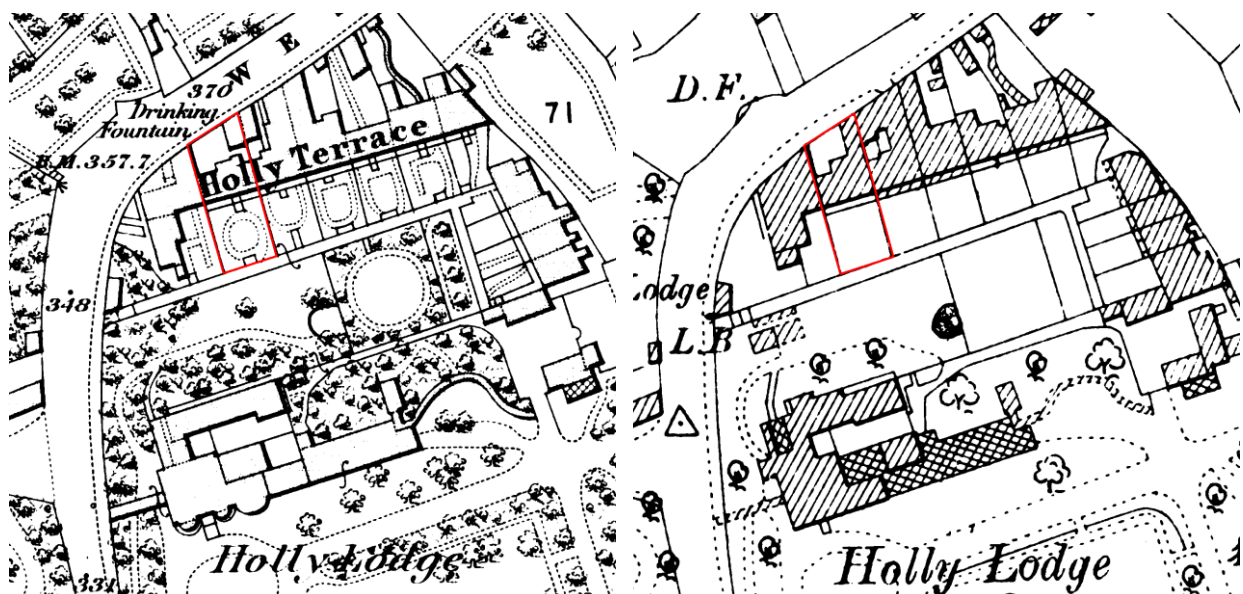 W E
370
Drinking
Fountain
B.M.357.7
71
Holly Terrace
348
Holly Lodge
331
D.F.
Lodge
L.B
Holly Lodge